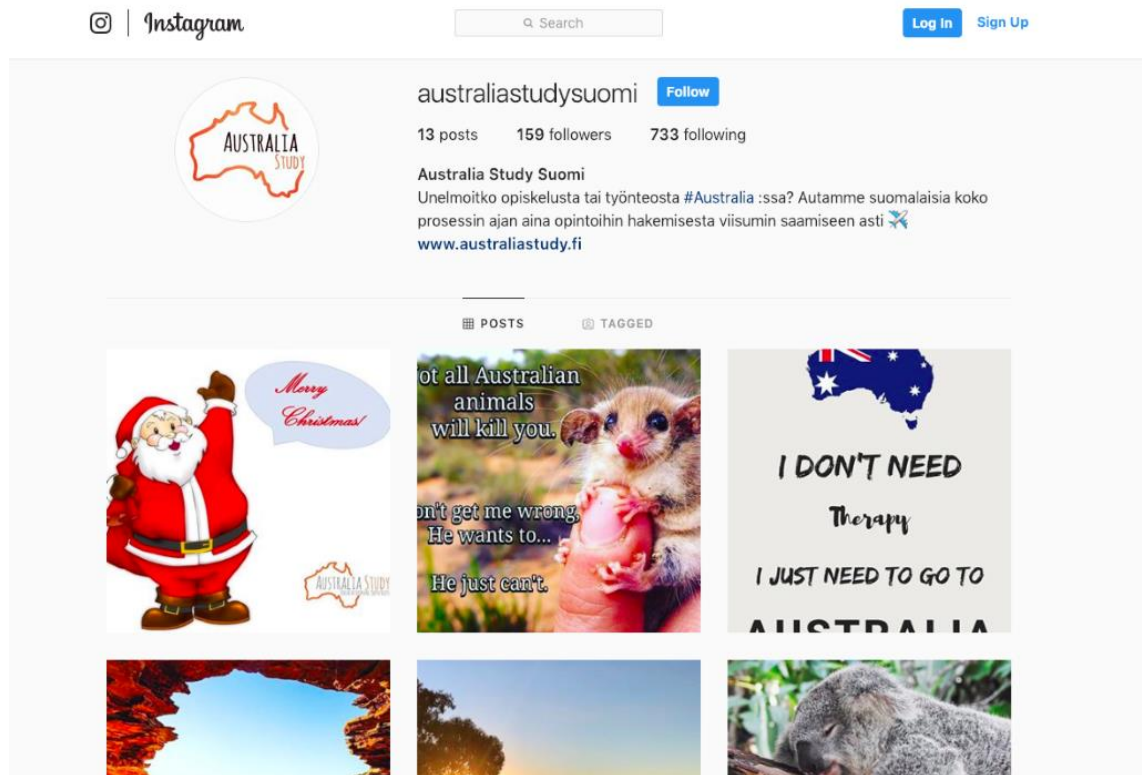 Instagram
Search
Log In
Sign Up
AUSTRALIA
STUDY
australiastudysuomi
Follow
13 posts 159 followers 733 following
Australia Study Suomi
Unelmoitko opiskelusta tai työnteosta #Australia :ssa? Autamme suomalaisia koko
prosessin ajan aina opintoihin hakemisesta viisumin saamiseen asti
www.australiastudy.fi
POSTS
TAGGED
Merry
Christmas!
AUSTRALIA STUDY
ot all Australian
animals
will kill you.
on't get me wrong,
He wants to...
He just can't.
I DON'T NEED
Therapy
I JUST NEED TO GO TO
AUSTRALIA